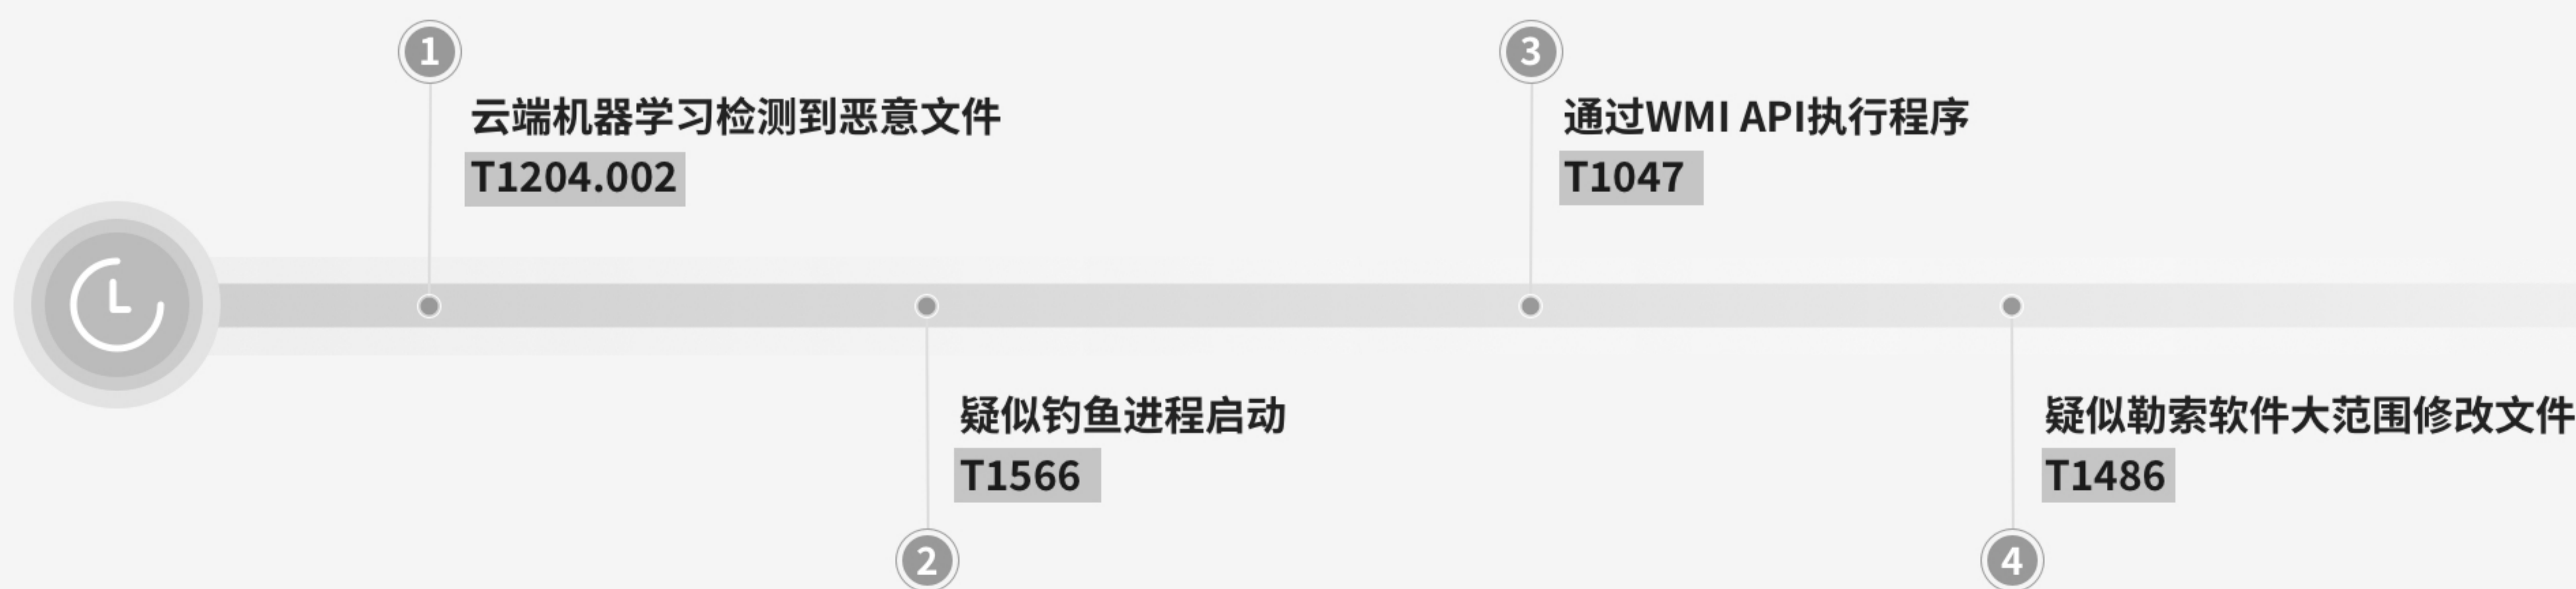 1
云端机器学习检测到恶意文件
T1204.002
疑似钓鱼进程启动
T1566
2
3
通过WMI API执行程序
T1047
疑似勒索软件大范围修改文件
T1486
4